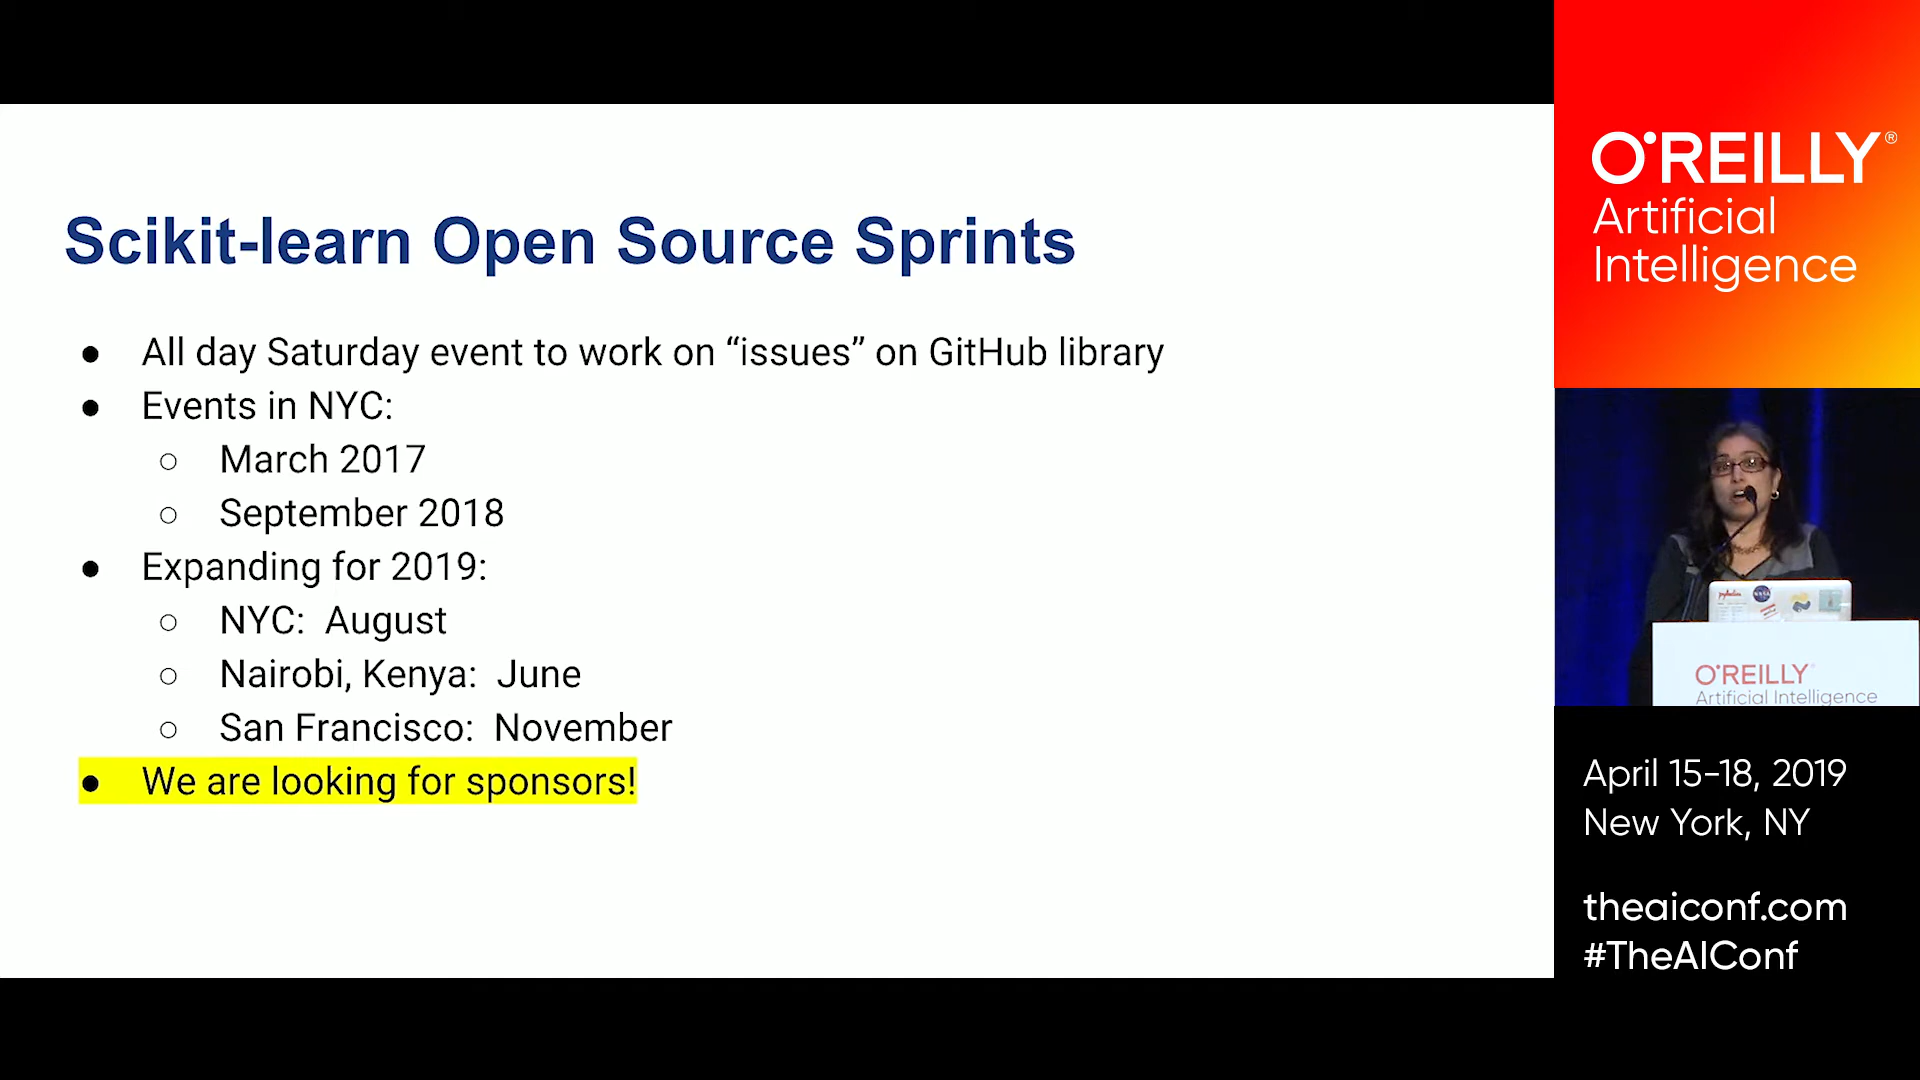 Scikit-learn Open Source Sprints
● All day Saturday event to work on “issues” on GitHub library
● Events in NYC:
○ March 2017
○ September 2018
● Expanding for 2019:
○ NYC: August
○ Nairobi, Kenya: June
○ San Francisco: November
● We are looking for sponsors!
O'REILLY®
Artificial
Intelligence
NASA
O'REILLY
Artificial Intelligence
April 15-18, 2019
New York, NY
theaiconf.com
#TheAIConf